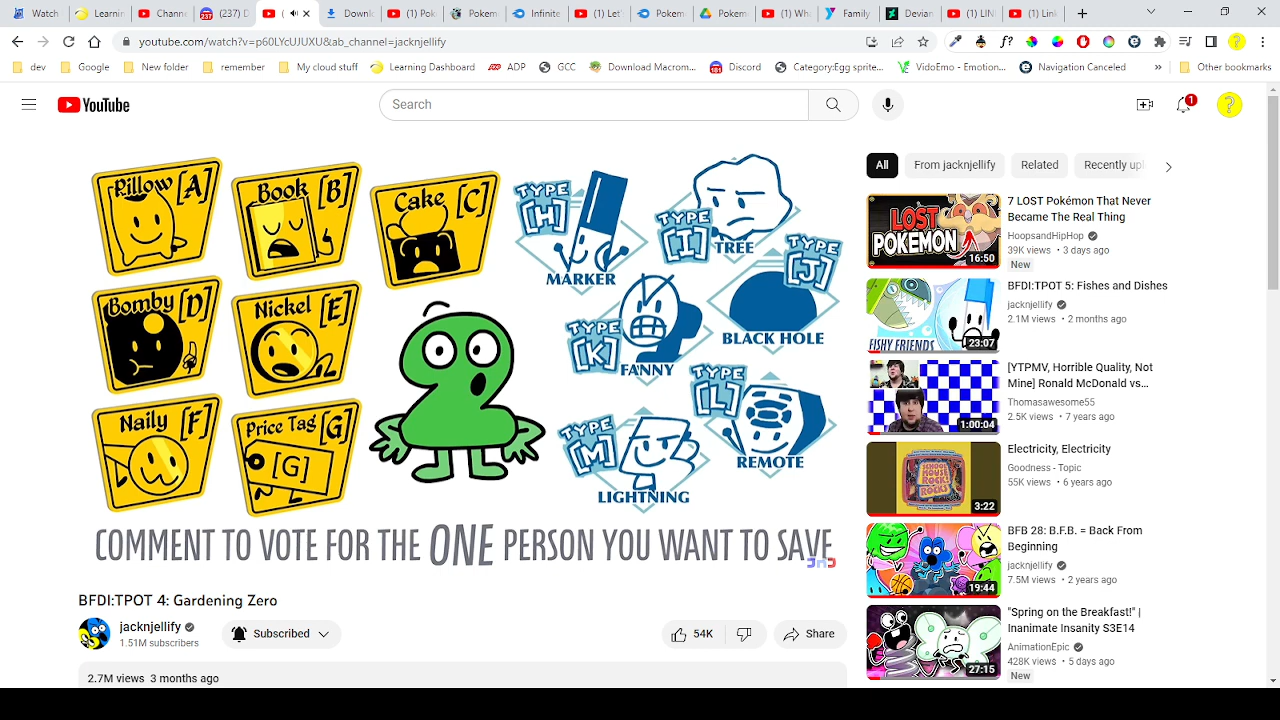 Watch
Learnin
Chann
(237) D
(
Downlo
(1) Pok
Pokem
Infinite
(1) Let'
Pokem
Pokem
(1) Wh
Family
Devian
(1) LIN
(1) Link
youtube.com/watch?v=p60LYcUJUXU&ab_channel=jacknjellify
dev
Google
New folder
remember
My cloud stuff
Learning Dashboard
ADP
GCC
Download Macrom...
Discord
Category:Egg sprite...
VidoEmo - Emotion...
Navigation Canceled
»
Other bookmarks
YouTube
Search
1
Pillow [A]
Book [B]
Cake [C]
TYPE [H]
MARKER
TYPE [I]
TREE
TYPE [J]
BLACK HOLE
Bomby [D]
Nickel [E]
TYPE [K]
FANNY
TYPE [L]
REMOTE
Naily [F]
Price Tag [G]
[G]
TYPE [M]
LIGHTNING
COMMENT TO VOTE FOR THE ONE PERSON YOU WANT TO SAVE
JnJ
BFDI:TPOT 4: Gardening Zero
jacknjellify
1.51M subscribers
Subscribed
54K
Share
2.7M views 3 months ago
All
From jacknjellify
Related
Recently upl
LOST
POKEMON
16:50
7 LOST Pokémon That Never
Became The Real Thing
HoopsandHipHop
39K views • 3 days ago
New
FISHY FRIENDS
23:07
BFDI:TPOT 5: Fishes and Dishes
jacknjellify
2.1M views • 2 months ago
1:00:04
[YTPMV, Horrible Quality, Not
Mine] Ronald McDonald vs...
Thomasawesome55
2.5K views • 7 years ago
SCHOOL
HOUSE
ROCK!
ROCKS
3:22
Electricity, Electricity
Goodness - Topic
55K views • 6 years ago
19:44
BFB 28: B.F.B. = Back From
Beginning
jacknjellify
7.5M views • 2 years ago
27:15
"Spring on the Breakfast!" |
Inanimate Insanity S3E14
AnimationEpic
428K views • 5 days ago
New